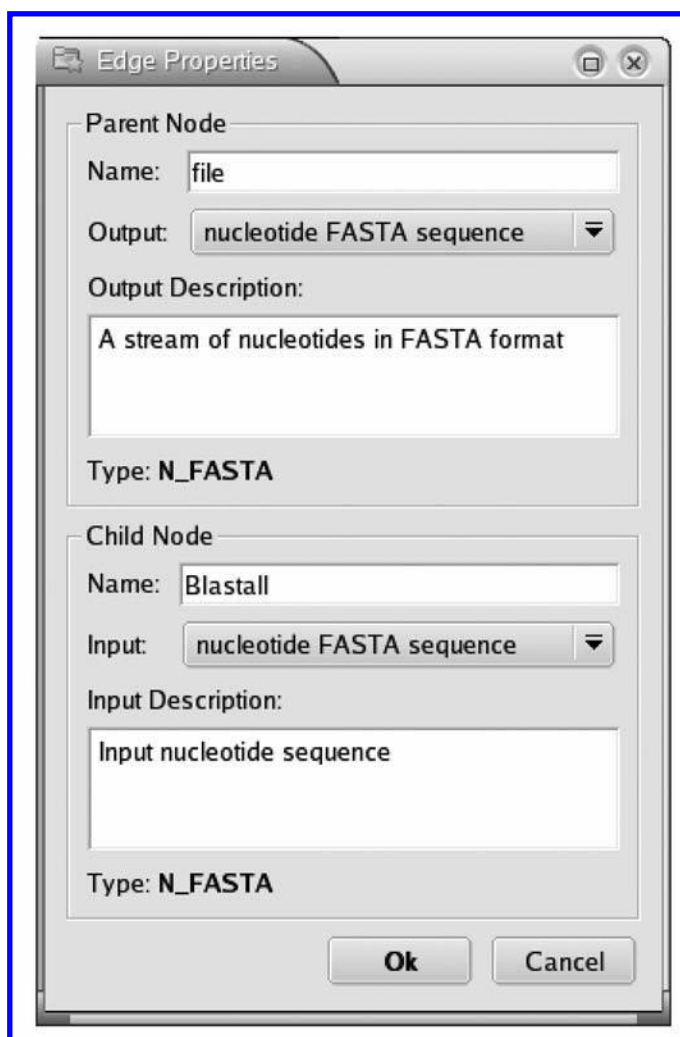 Edge Properties
Parent Node
Name: file
Output: nucleotide FASTA sequence
Output Description:
A stream of nucleotides in FASTA format
Type: N_FASTA
Child Node
Name: Blastall
Input: nucleotide FASTA sequence
Input Description:
Input nucleotide sequence
Type: N_FASTA
Ok Cancel